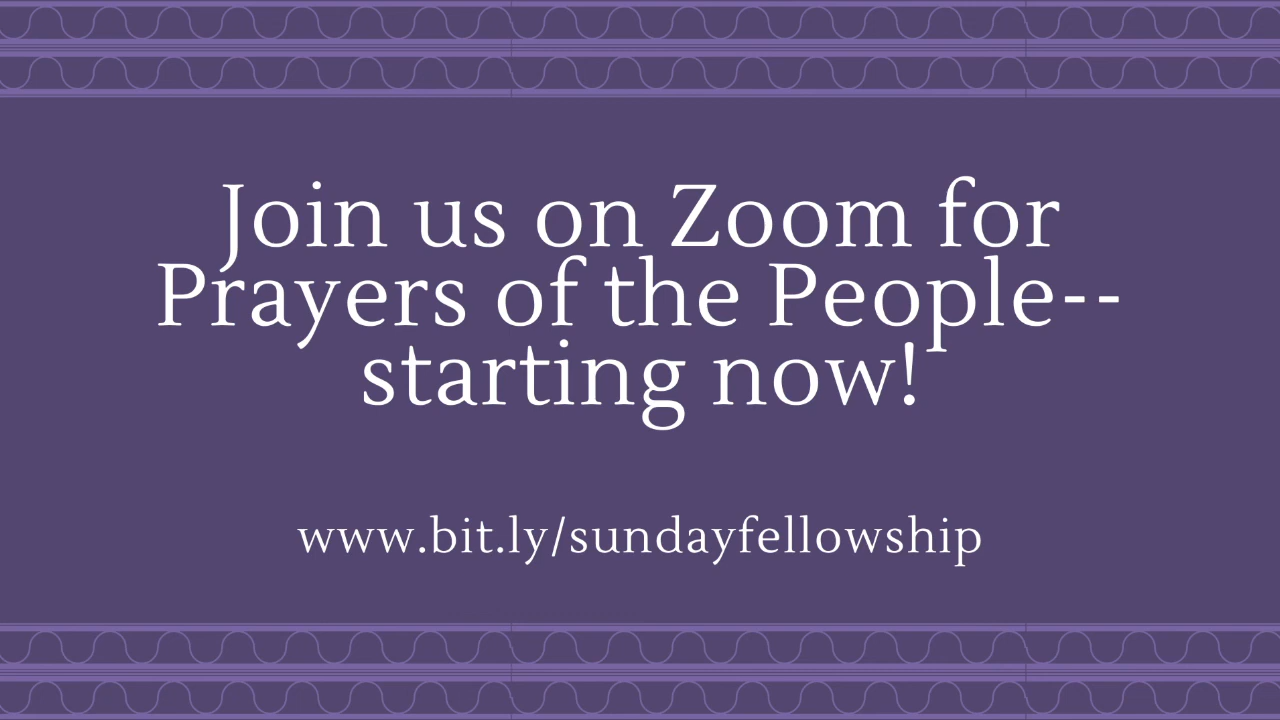 Join us on Zoom for
Prayers of the People--
starting now!
www.bit.ly/sundayfellowship